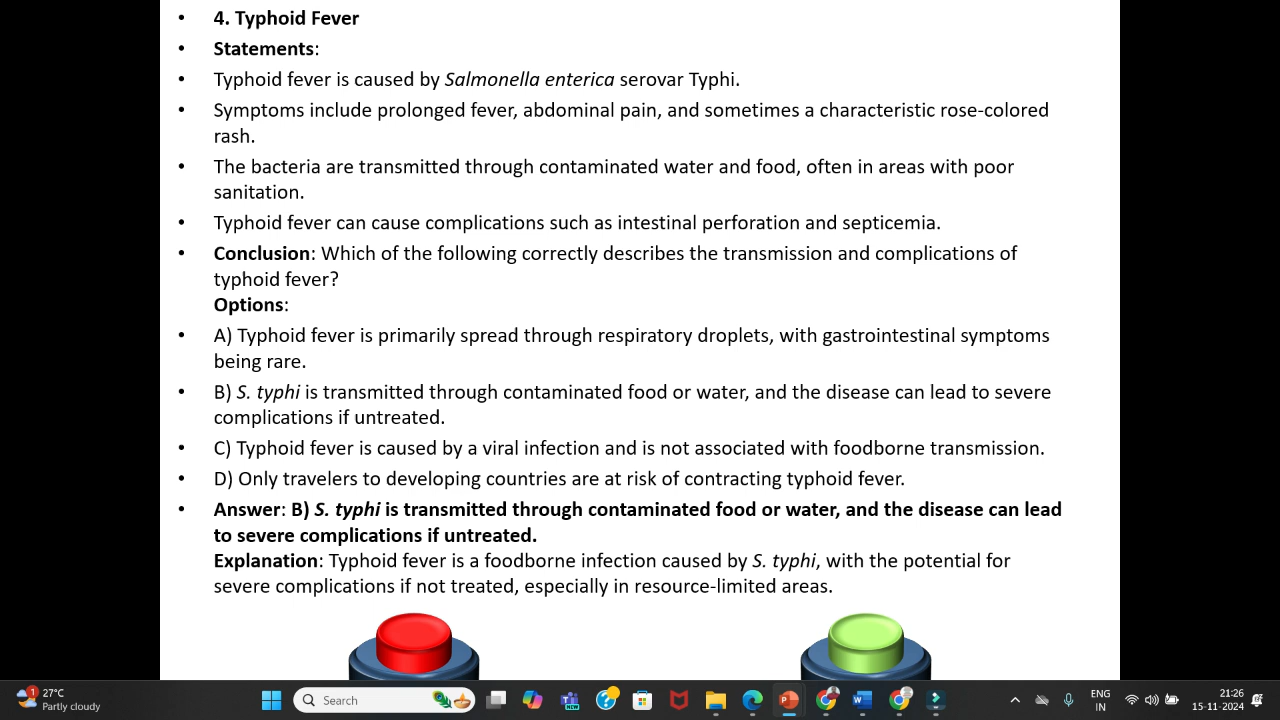 • 4. Typhoid Fever
• Statements:
• Typhoid fever is caused by Salmonella enterica serovar Typhi.
• Symptoms include prolonged fever, abdominal pain, and sometimes a characteristic rose-colored
rash.
• The bacteria are transmitted through contaminated water and food, often in areas with poor
sanitation.
• Typhoid fever can cause complications such as intestinal perforation and septicemia.
• Conclusion: Which of the following correctly describes the transmission and complications of
typhoid fever?
Options:
• A) Typhoid fever is primarily spread through respiratory droplets, with gastrointestinal symptoms
being rare.
• B) S. typhi is transmitted through contaminated food or water, and the disease can lead to severe
complications if untreated.
• C) Typhoid fever is caused by a viral infection and is not associated with foodborne transmission.
• D) Only travelers to developing countries are at risk of contracting typhoid fever.
• Answer: B) S. typhi is transmitted through contaminated food or water, and the disease can lead
to severe complications if untreated.
Explanation: Typhoid fever is a foodborne infection caused by S. typhi, with the potential for
severe complications if not treated, especially in resource-limited areas.
1
27°C
Partly cloudy
Search
ENG
IN
21:26
15-11-2024